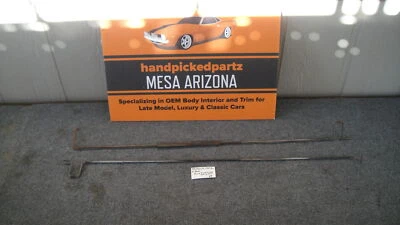 handpickedpartz
MESA ARIZONA
Specializing in OEM Body Interior and Trim for
Late Model, Luxury & Classic Cars